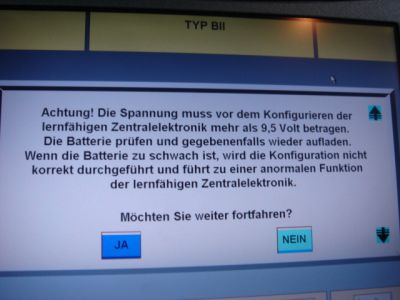 TYP BII
Achtung! Die Spannung muss vor dem Konfigurieren der
lernfähigen Zentralelektronik mehr als 9,5 Volt betragen.
Die Batterie prüfen und gegebenenfalls wieder aufladen.
Wenn die Batterie zu schwach ist, wird die Konfiguration nicht
korrekt durchgeführt und führt zu einer anormalen Funktion
der lernfähigen Zentralelektronik.
Möchten Sie weiter fortfahren?
JA NEIN